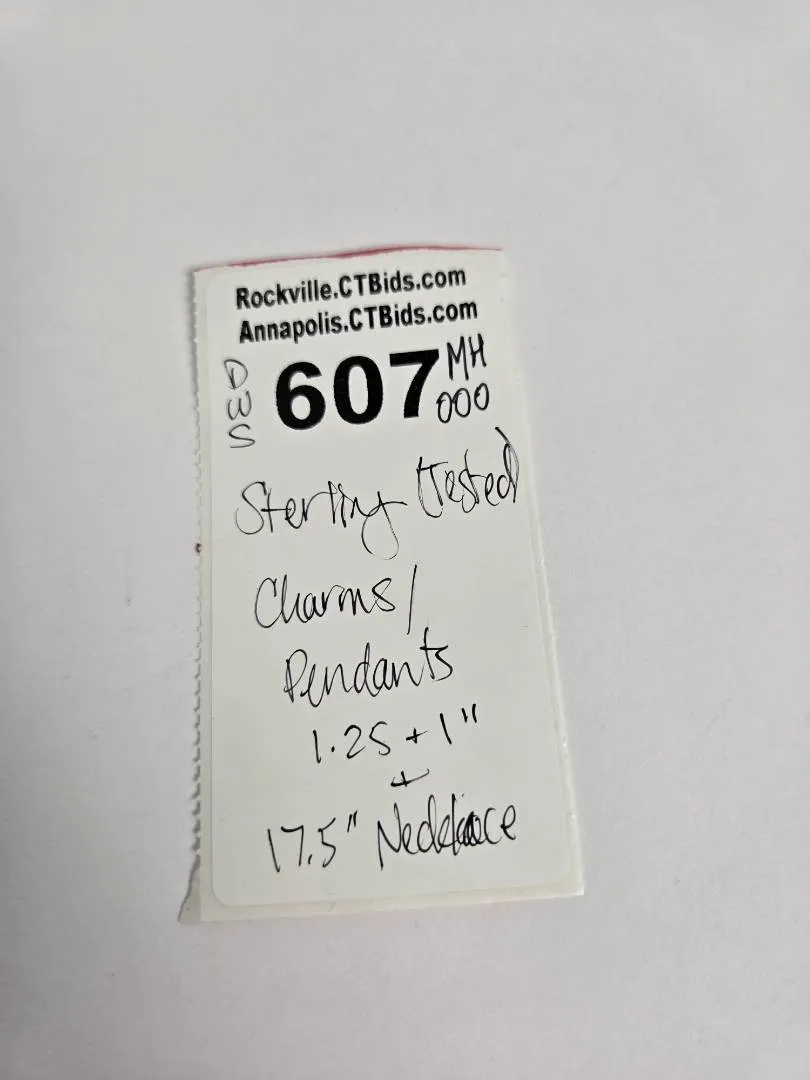 Rockville.CTBids.com
Annapolis.CTBids.com
607
MH
000
Sterling (Tested)
Charms/
Pendants
1.25 + 1"
+
17.5" Necklace